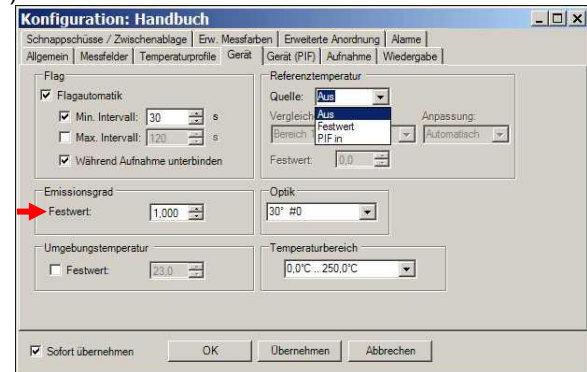 )
Konfiguration: Handbuch
Schnappschüsse / Zwischenablage Erw. Messfarben Erweiterte Anordnung Alarme
Allgemein Messfelder Temperaturprofile Gerät Gerät (PIF) Aufnahme Wiedergabe
Flag
Flagautomatik
Min. Intervall: 30 s
Max. Intervall: 120 s
Während Aufnahme unterbinden
Referenztemperatur
Quelle: Aus
Aus
Festwert
PIF in
Vergleich Anpassung:
Bereich Automatisch
Festwert: 0,0
Emissionsgrad
Festwert: 1,000
Optik
30° #0
Umgebungstemperatur
Festwert: 23,0
Temperaturbereich
0,0°C .. 250,0°C
Sofort übernehmen OK Übernehmen Abbrechen